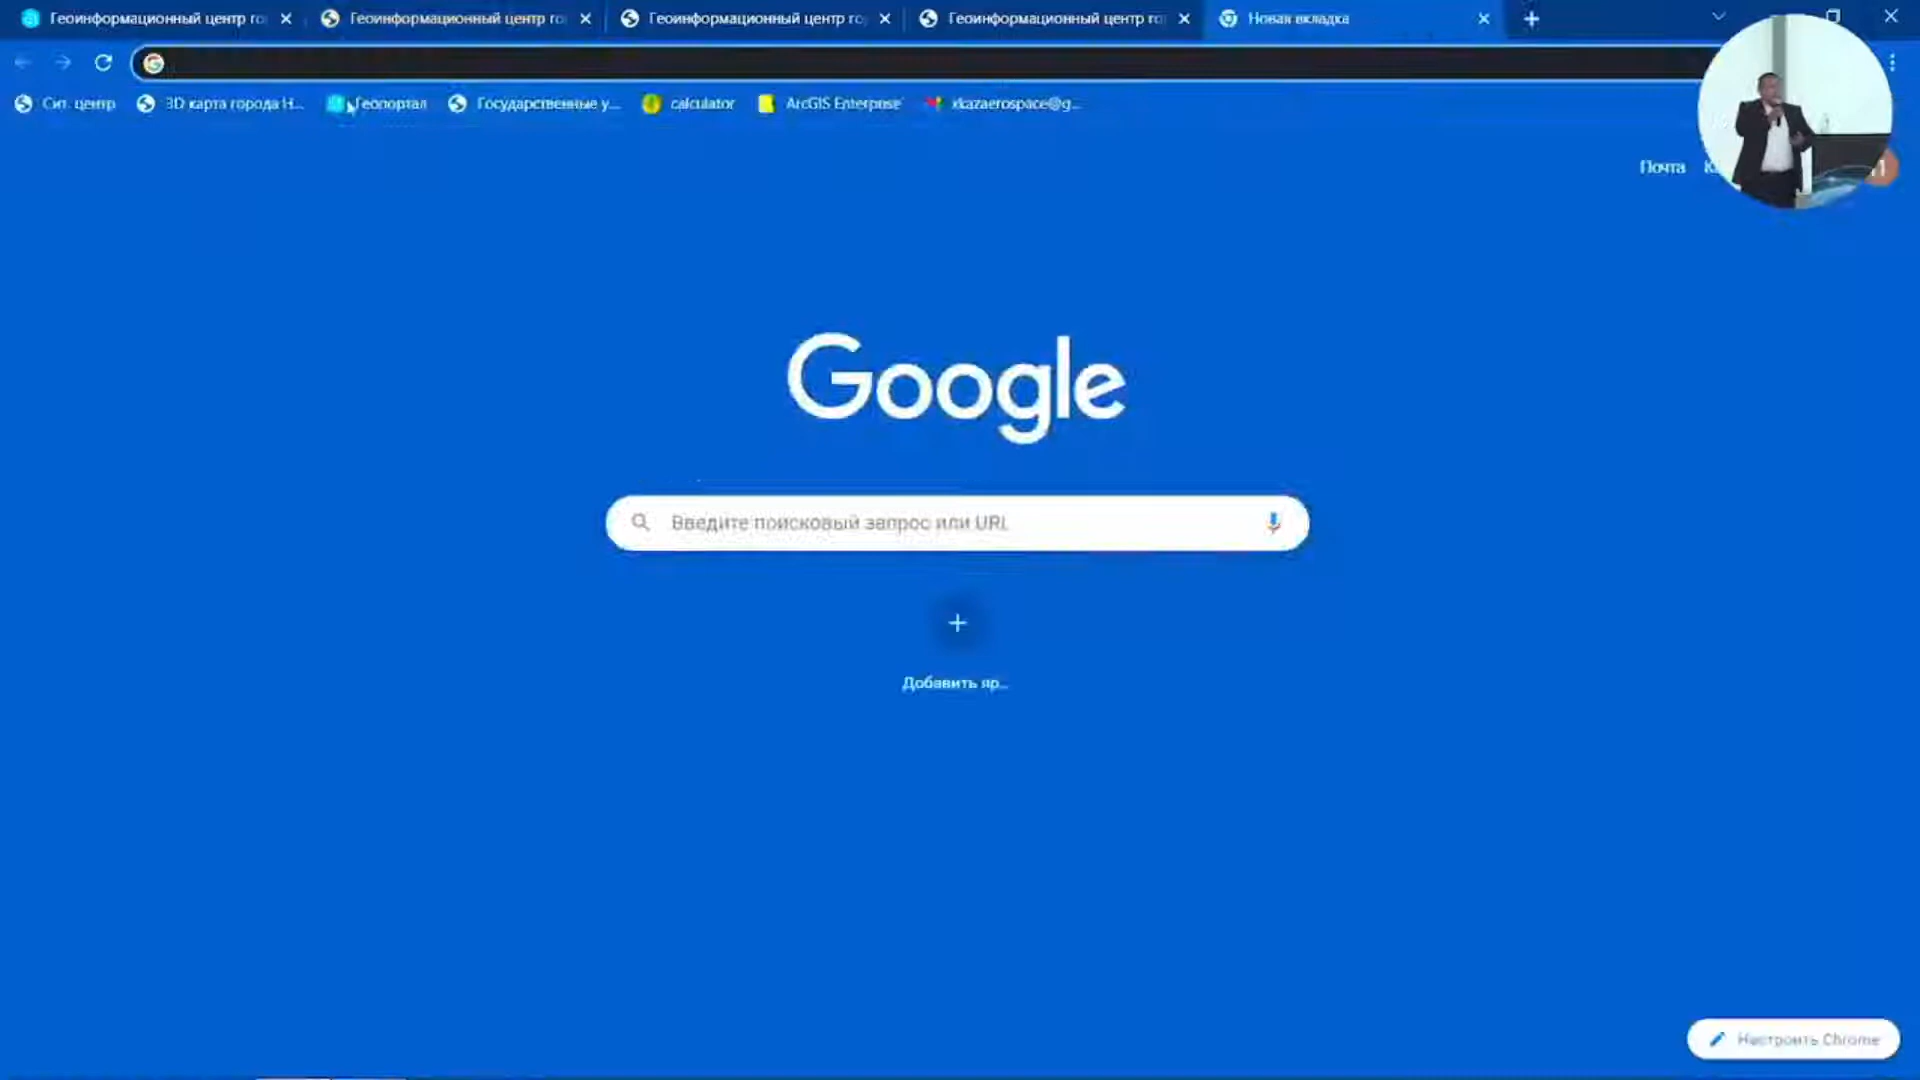 Геоинформационный центр го
Геоинформационный центр го
Геоинформационный центр го
Геоинформационный центр го
Новая вкладка
Сит. центр
3D карта города Н...
Геопортал
Государственные у...
calculator
ArcGIS Enterprise
Почта
Google
Введите поисковый запрос или URL
Добавить яр...
Настроить Chrome